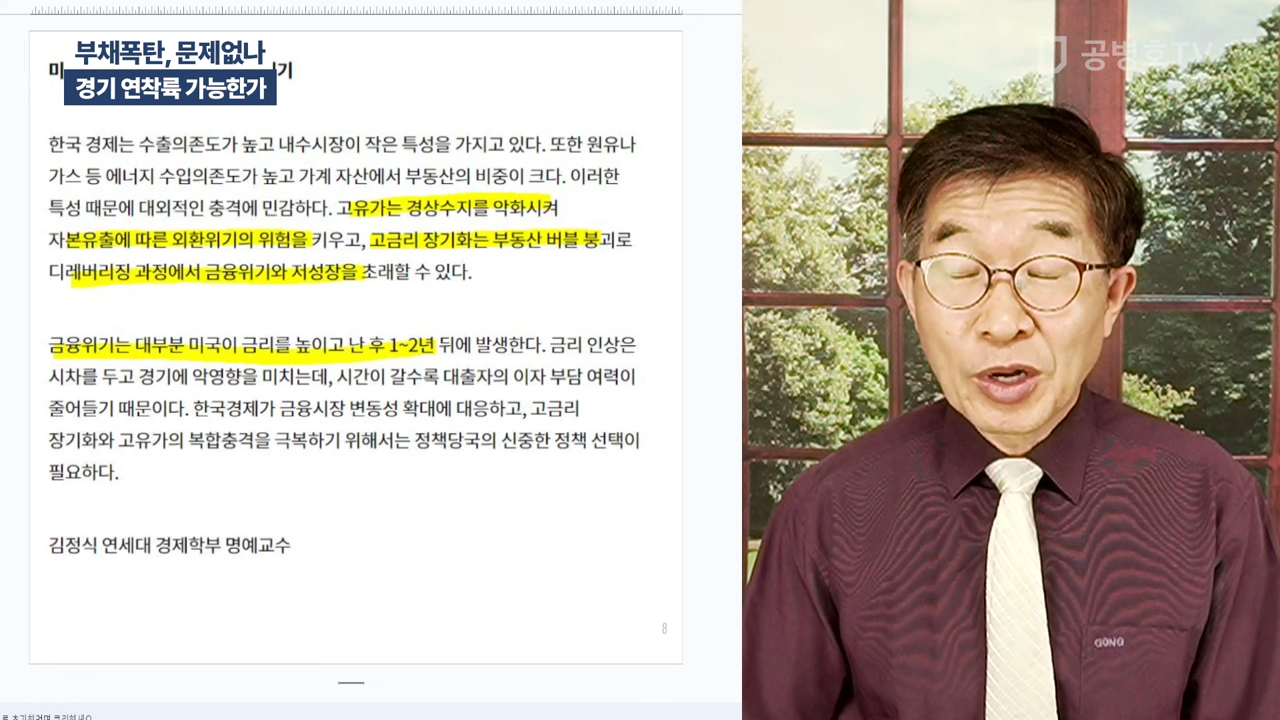 부채폭탄, 문제없나
미
기
경기 연착륙 가능한가
공병호TV
한국 경제는 수출의존도가 높고 내수시장이 작은 특성을 가지고 있다. 또한 원유나
가스 등 에너지 수입의존도가 높고 가계 자산에서 부동산의 비중이 크다. 이러한
특성 때문에 대외적인 충격에 민감하다. 고유가는 경상수지를 악화시켜
자본유출에 따른 외환위기의 위험을 키우고, 고금리 장기화는 부동산 버블 붕괴로
디레버리징 과정에서 금융위기와 저성장을 초래할 수 있다.
금융위기는 대부분 미국이 금리를 높이고 난 후 1~2년 뒤에 발생한다. 금리 인상은
시차를 두고 경기에 악영향을 미치는데, 시간이 갈수록 대출자의 이자 부담 여력이
줄어들기 때문이다. 한국경제가 금융시장 변동성 확대에 대응하고, 고금리
장기화와 고유가의 복합충격을 극복하기 위해서는 정책당국의 신중한 정책 선택이
필요하다.
김정식 연세대 경제학부 명예교수
8
GONG